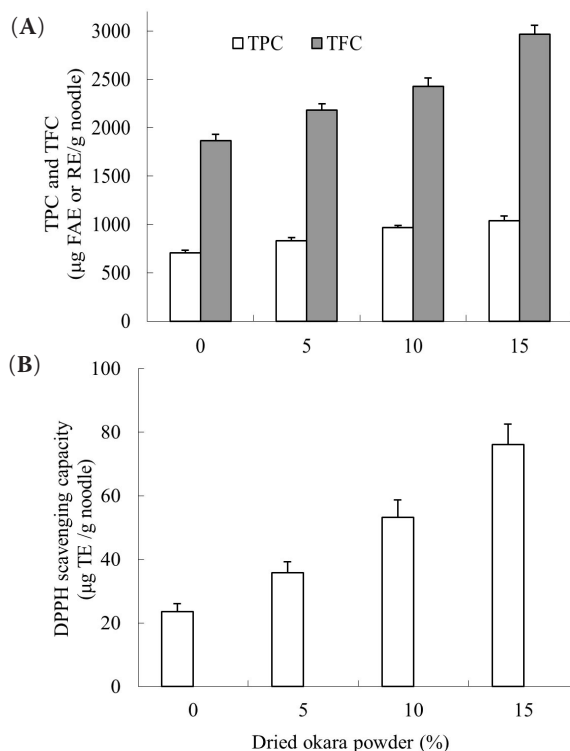 (A)
TPC TFC
TPC and TFC
(µg FAE or RE/g noodle)
3000
2500
2000
1500
1000
500
0
0 5 10 15
(B)
DPPH scavenging capacity
(µg TE /g noodle)
100
80
60
40
20
0
0 5 10 15
Dried okara powder (%)